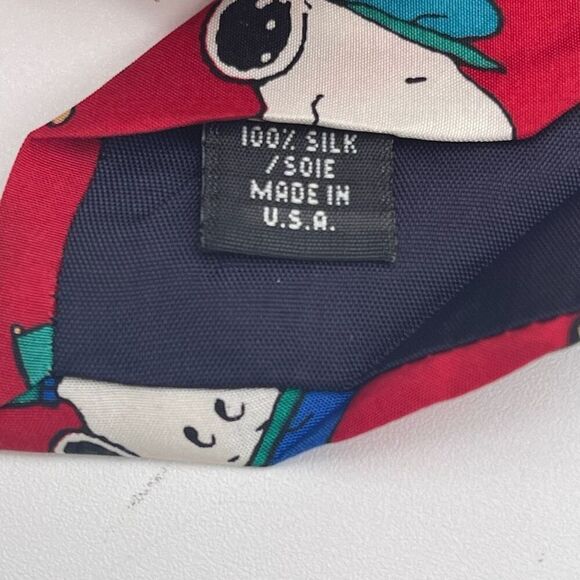 100% SILK
/SOIE
MADE IN
U.S.A.